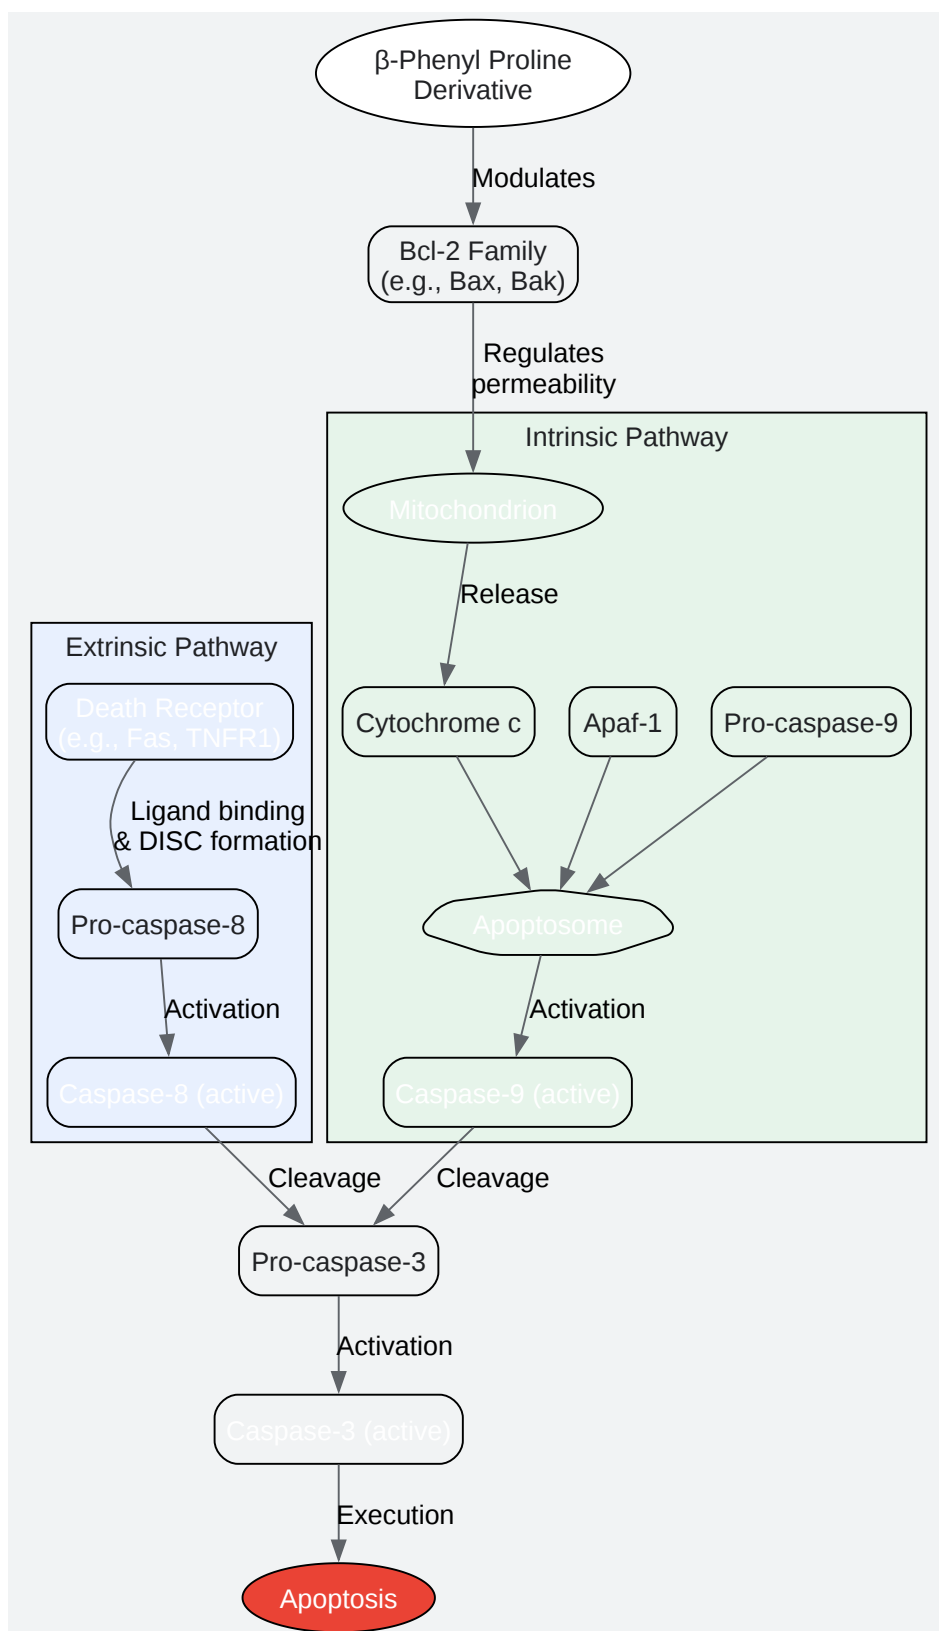 β-Phenyl Proline
Derivative
Modulates
Bcl-2 Family
(e.g., Bax, Bak)
Regulates
permeability
Intrinsic Pathway
Mitochondrion
Release
Extrinsic Pathway
Death Receptor
(e.g., Fas, TNFR1)
Cytochrome c
Apaf-1
Pro-caspase-9
Ligand binding
& DISC formation
Pro-caspase-8
Apoptosome
Activation
Activation
Caspase-8 (active)
Caspase-9 (active)
Cleavage
Cleavage
Pro-caspase-3
Activation
Caspase-3 (active)
Execution
Apoptosis